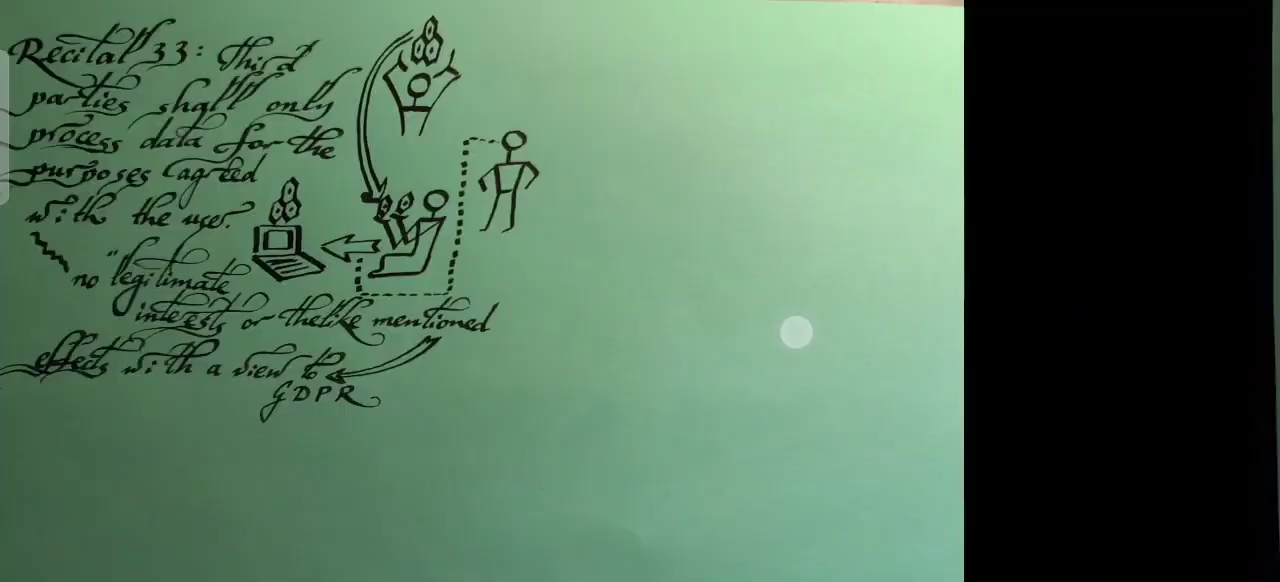 Recital 33: Third
parties shall only
process data for the
purposes agreed
with the user.
no "legitimate
interests or the like mentioned
effects with a view to
GDPR